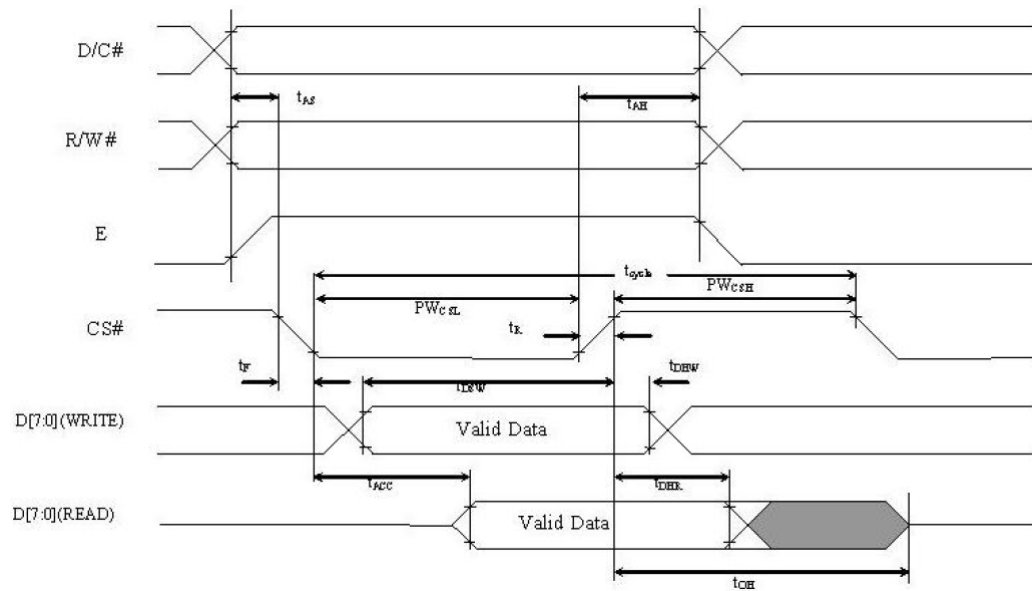 D/C#
tAS
tAH
R/W#
E
tcycle
PWCSL
PWCSH
CS#
tR
tF
tDSW
tDHW
D[7:0](WRITE)
Valid Data
tACC
tDHR
D[7:0](READ)
Valid Data
tOH